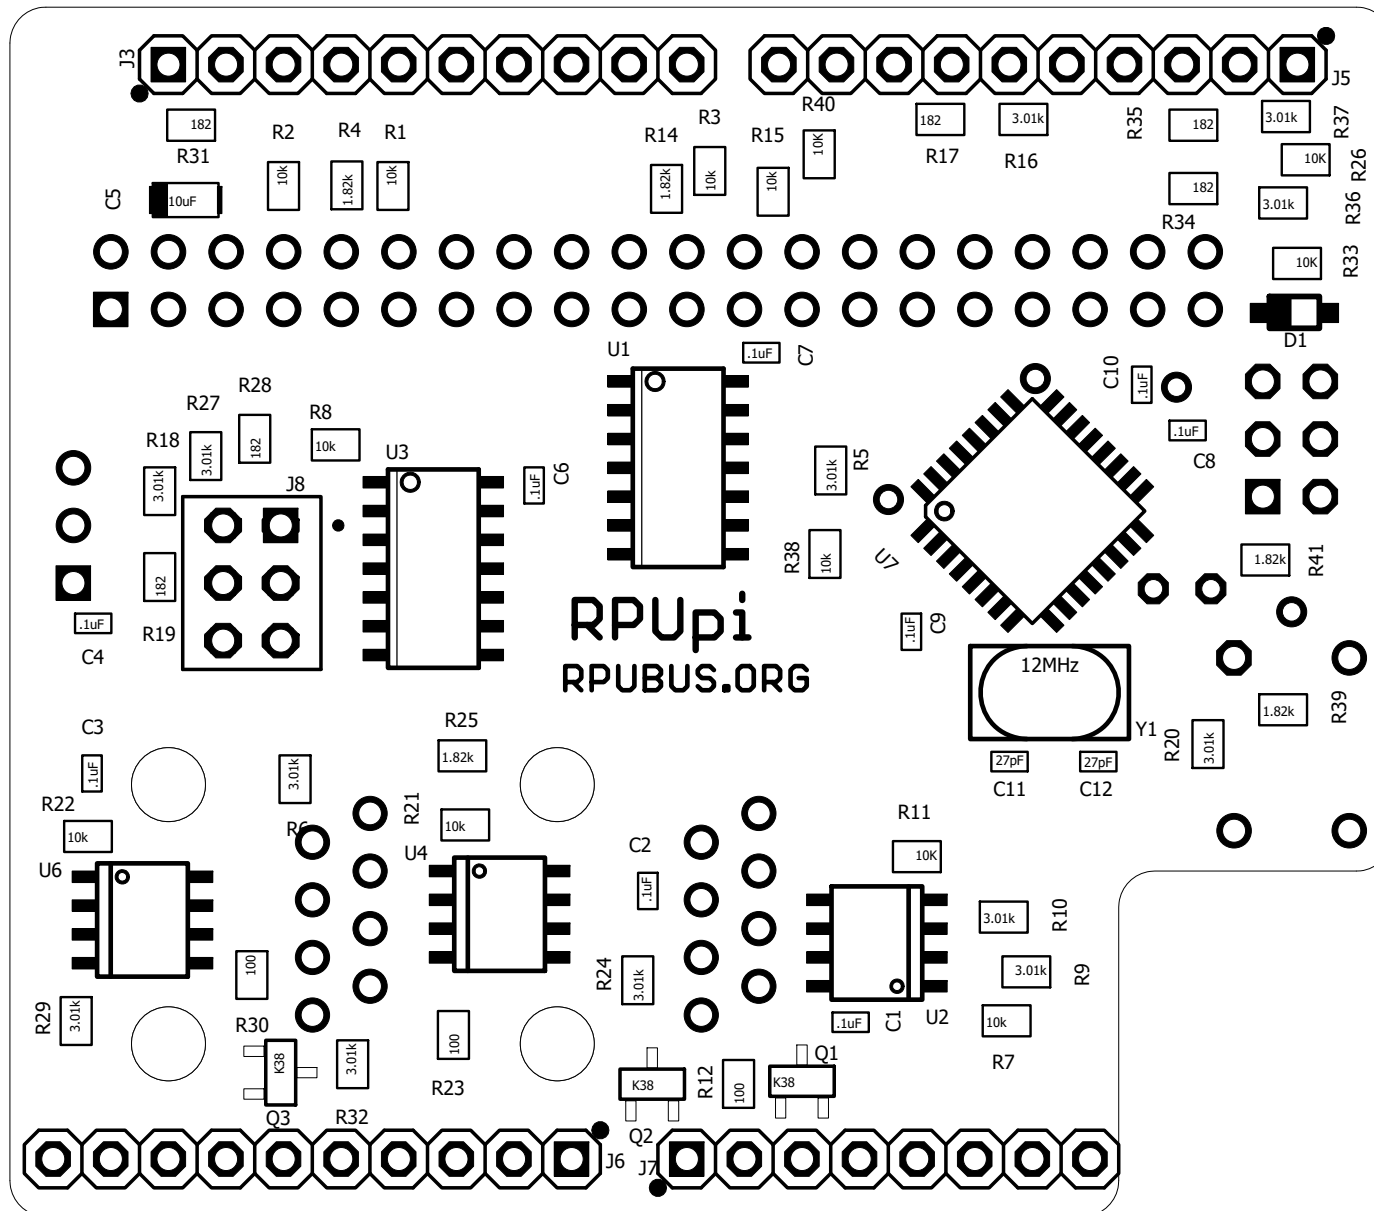 J3
J5
182
R31
R2
R4
R1
10k
1.82k
10k
R14
R3
R15
R40
1.82k
10k
10k
10K
182
R17
3.01k
R16
R35
182
3.01k
R37
10K
R26
C5
10uF
182
R34
3.01k
R36
10K
R33
D1
U1
.1uF
C7
C10
.1uF
.1uF
C8
R28
R27
R18
182
3.01k
3.01k
R8
10k
U3
J8
.1uF
C6
3.01k
R5
R38
10k
U7
182
R19
.1uF
C4
1.82k
R41
.1uF
C9
RPUpi
RPUBUS.ORG
12MHz
Y1
27pF
C11
27pF
C12
R20
3.01k
1.82k
R39
C3
.1uF
R22
10k
U6
3.01k
R6
R25
1.82k
R21
10k
U4
C2
.1uF
R11
10K
3.01k
R10
3.01k
R9
10k
R7
R24
3.01k
.1uF
C1
U2
R29
3.01k
100
R30
K38
Q3
3.01k
R32
100
R23
K38
Q2
R12
100
Q1
K38
J6
J7